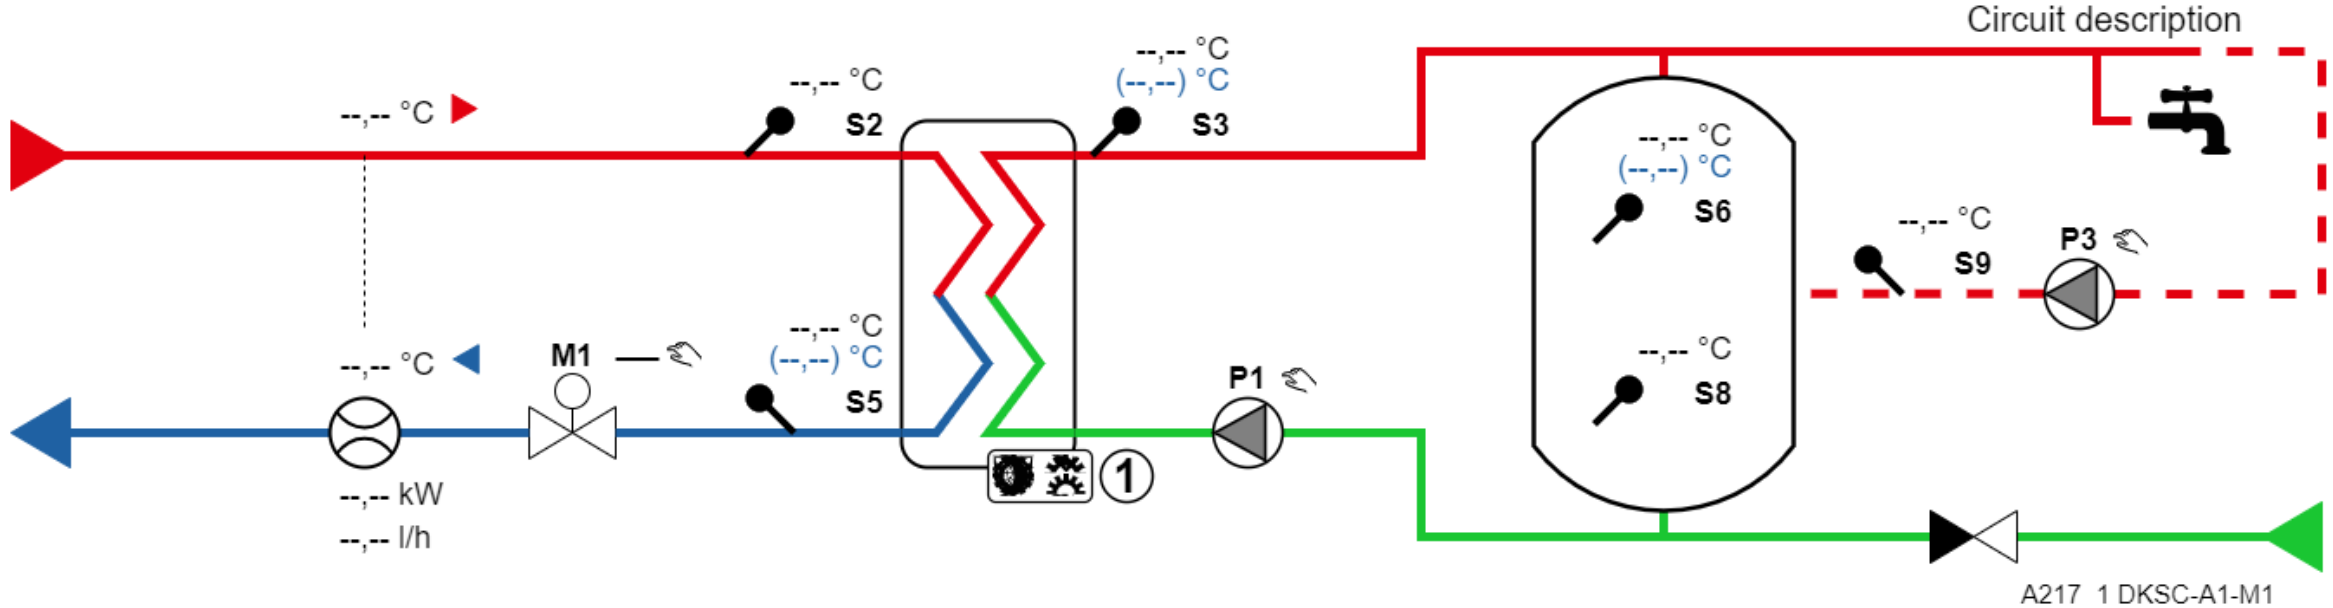 Circuit description
--,-- °C
(--,--) °C
S3
--,-- °C
S2
--,-- °C
--,-- °C
(--,--) °C
S6
--,-- °C
S9
P3
--,-- °C
(--,--) °C
S5
M1
--,-- °C
--,-- °C
S8
P1
1
--,-- kW
--,-- l/h
A217 1 DKSC-A1-M1